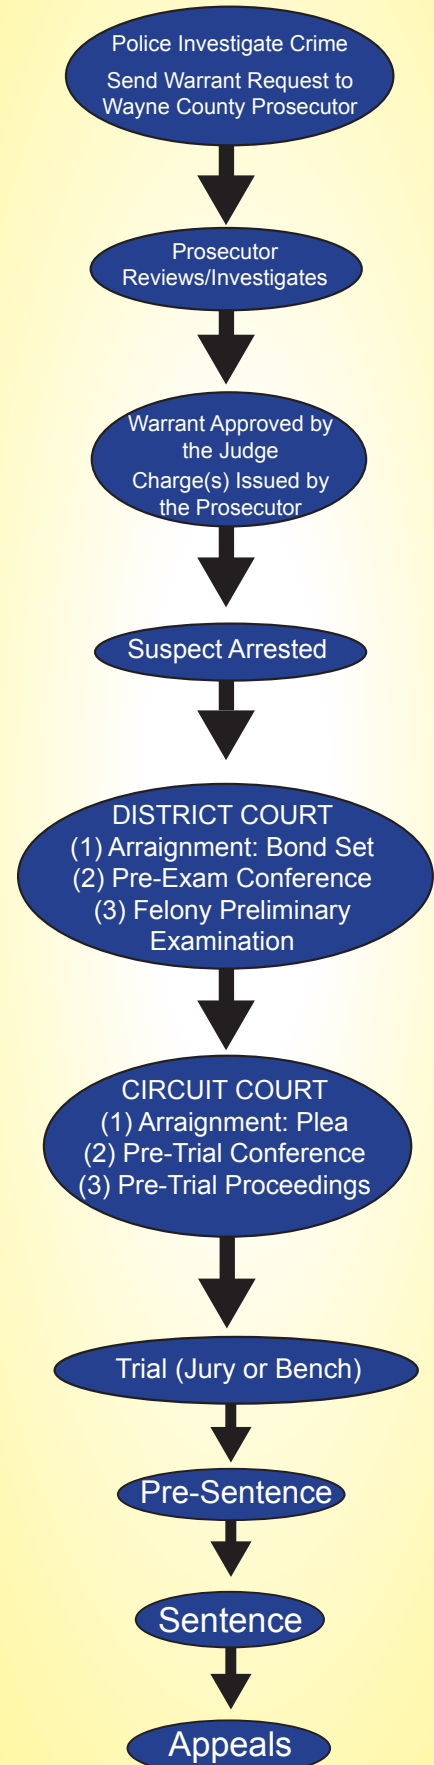 Police Investigate Crime
Send Warrant Request to
Wayne County Prosecutor
Prosecutor
Reviews/Investigates
Warrant Approved by
the Judge
Charge(s) Issued by
the Prosecutor
Suspect Arrested
DISTRICT COURT
(1) Arraignment: Bond Set
(2) Pre-Exam Conference
(3) Felony Preliminary
Examination
CIRCUIT COURT
(1) Arraignment: Plea
(2) Pre-Trial Conference
(3) Pre-Trial Proceedings
Trial (Jury or Bench)
Pre-Sentence
Sentence
Appeals